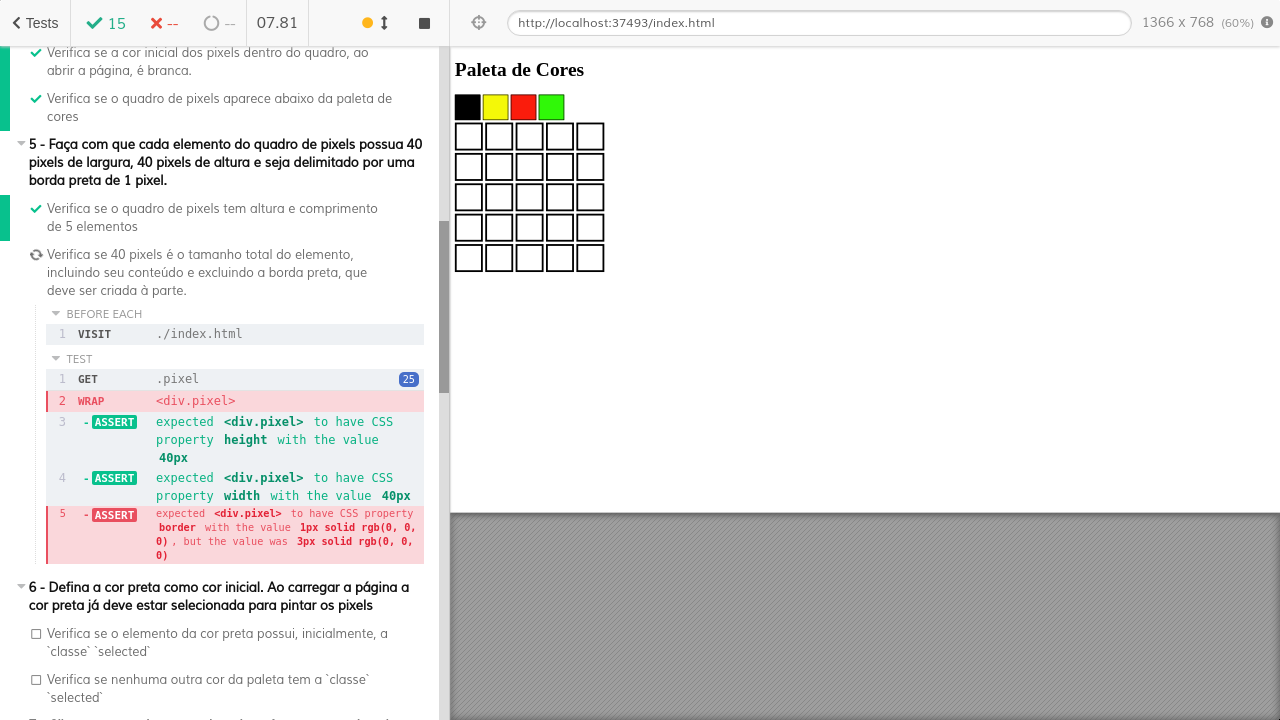 Tests 15 -- -- 07.81 http://localhost:37493/index.html 1366 x 768 (60%)
Verifica se a cor inicial dos pixels dentro do quadro, ao
abrir a página, é branca.
Verifica se o quadro de pixels aparece abaixo da paleta de
cores
5 - Faça com que cada elemento do quadro de pixels possua 40
pixels de largura, 40 pixels de altura e seja delimitado por uma
borda preta de 1 pixel.
Verifica se o quadro de pixels tem altura e comprimento
de 5 elementos
Verifica se 40 pixels é o tamanho total do elemento,
incluindo seu conteúdo e excluindo a borda preta, que
deve ser criada à parte.
BEFORE EACH
1 VISIT ./index.html
TEST
1 GET .pixel 25
2 WRAP <div.pixel>
3 -ASSERT expected <div.pixel> to have CSS
property height with the value
40px
4 -ASSERT expected <div.pixel> to have CSS
property width with the value 40px
5 -ASSERT expected <div.pixel> to have CSS property
border with the value 1px solid rgb(0, 0,
0), but the value was 3px solid rgb(0, 0,
0)
6 - Defina a cor preta como cor inicial. Ao carregar a página a
cor preta já deve estar selecionada para pintar os pixels
Verifica se o elemento da cor preta possui, inicialmente, a
`classe` `selected`
Verifica se nenhuma outra cor da paleta tem a `classe`
`selected`
Paleta de Cores